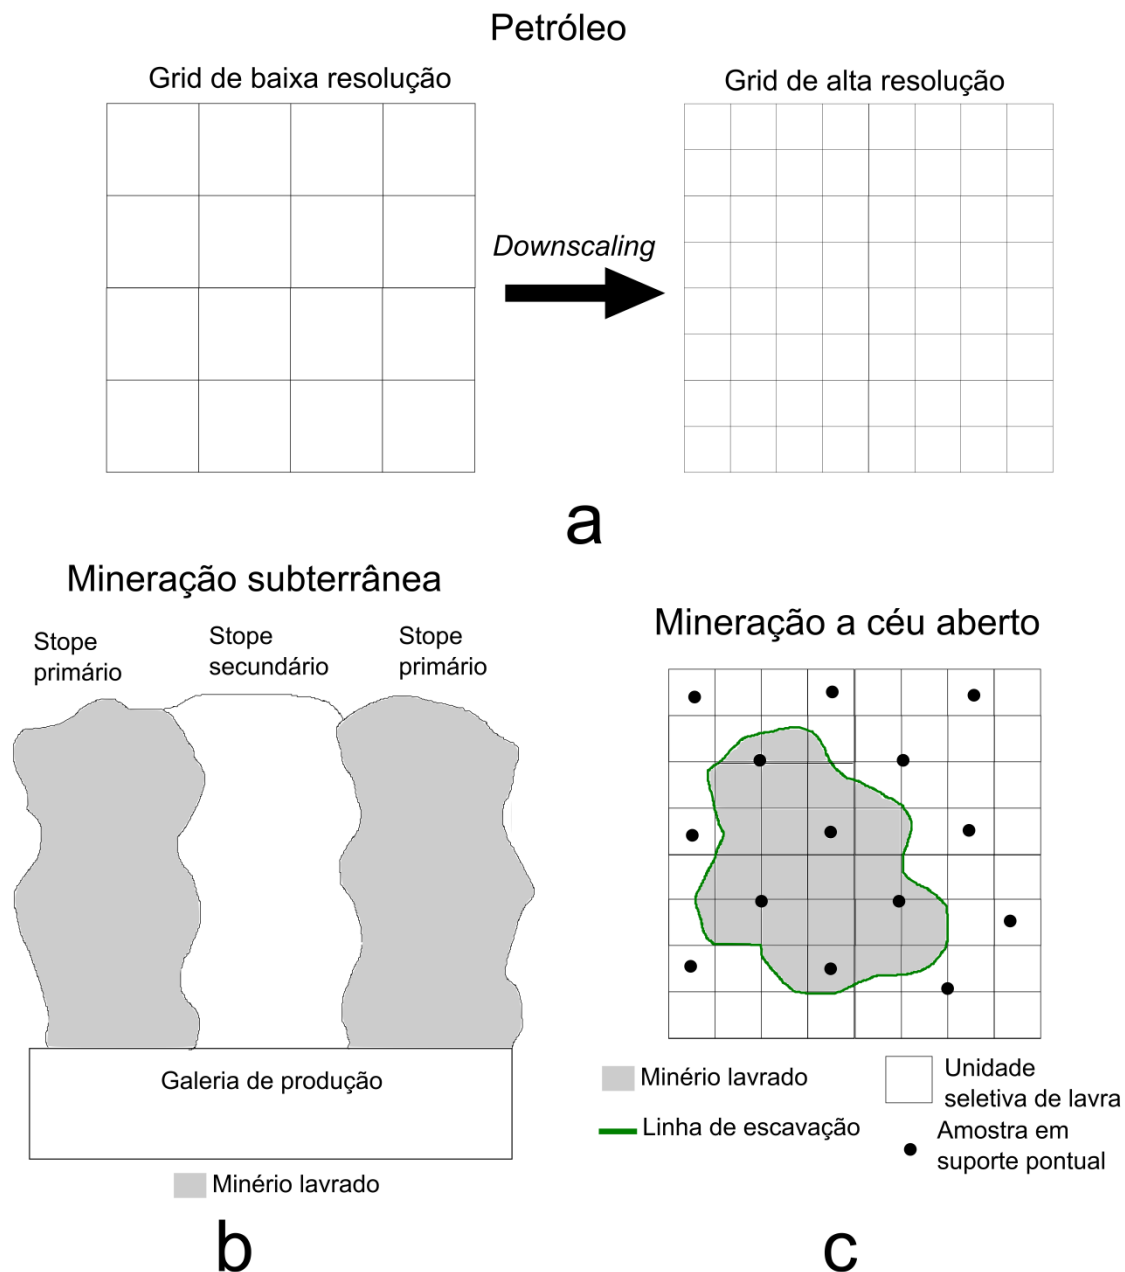 Petróleo
Grid de baixa resolução
Grid de alta resolução
Downscaling
a
Mineração subterrânea
Stope
primário
Stope
secundário
Stope
primário
Galeria de produção
Minério lavrado
b
Mineração a céu aberto
Minério lavrado
Linha de escavação
Unidade
seletiva de lavra
Amostra em
suporte pontual
c